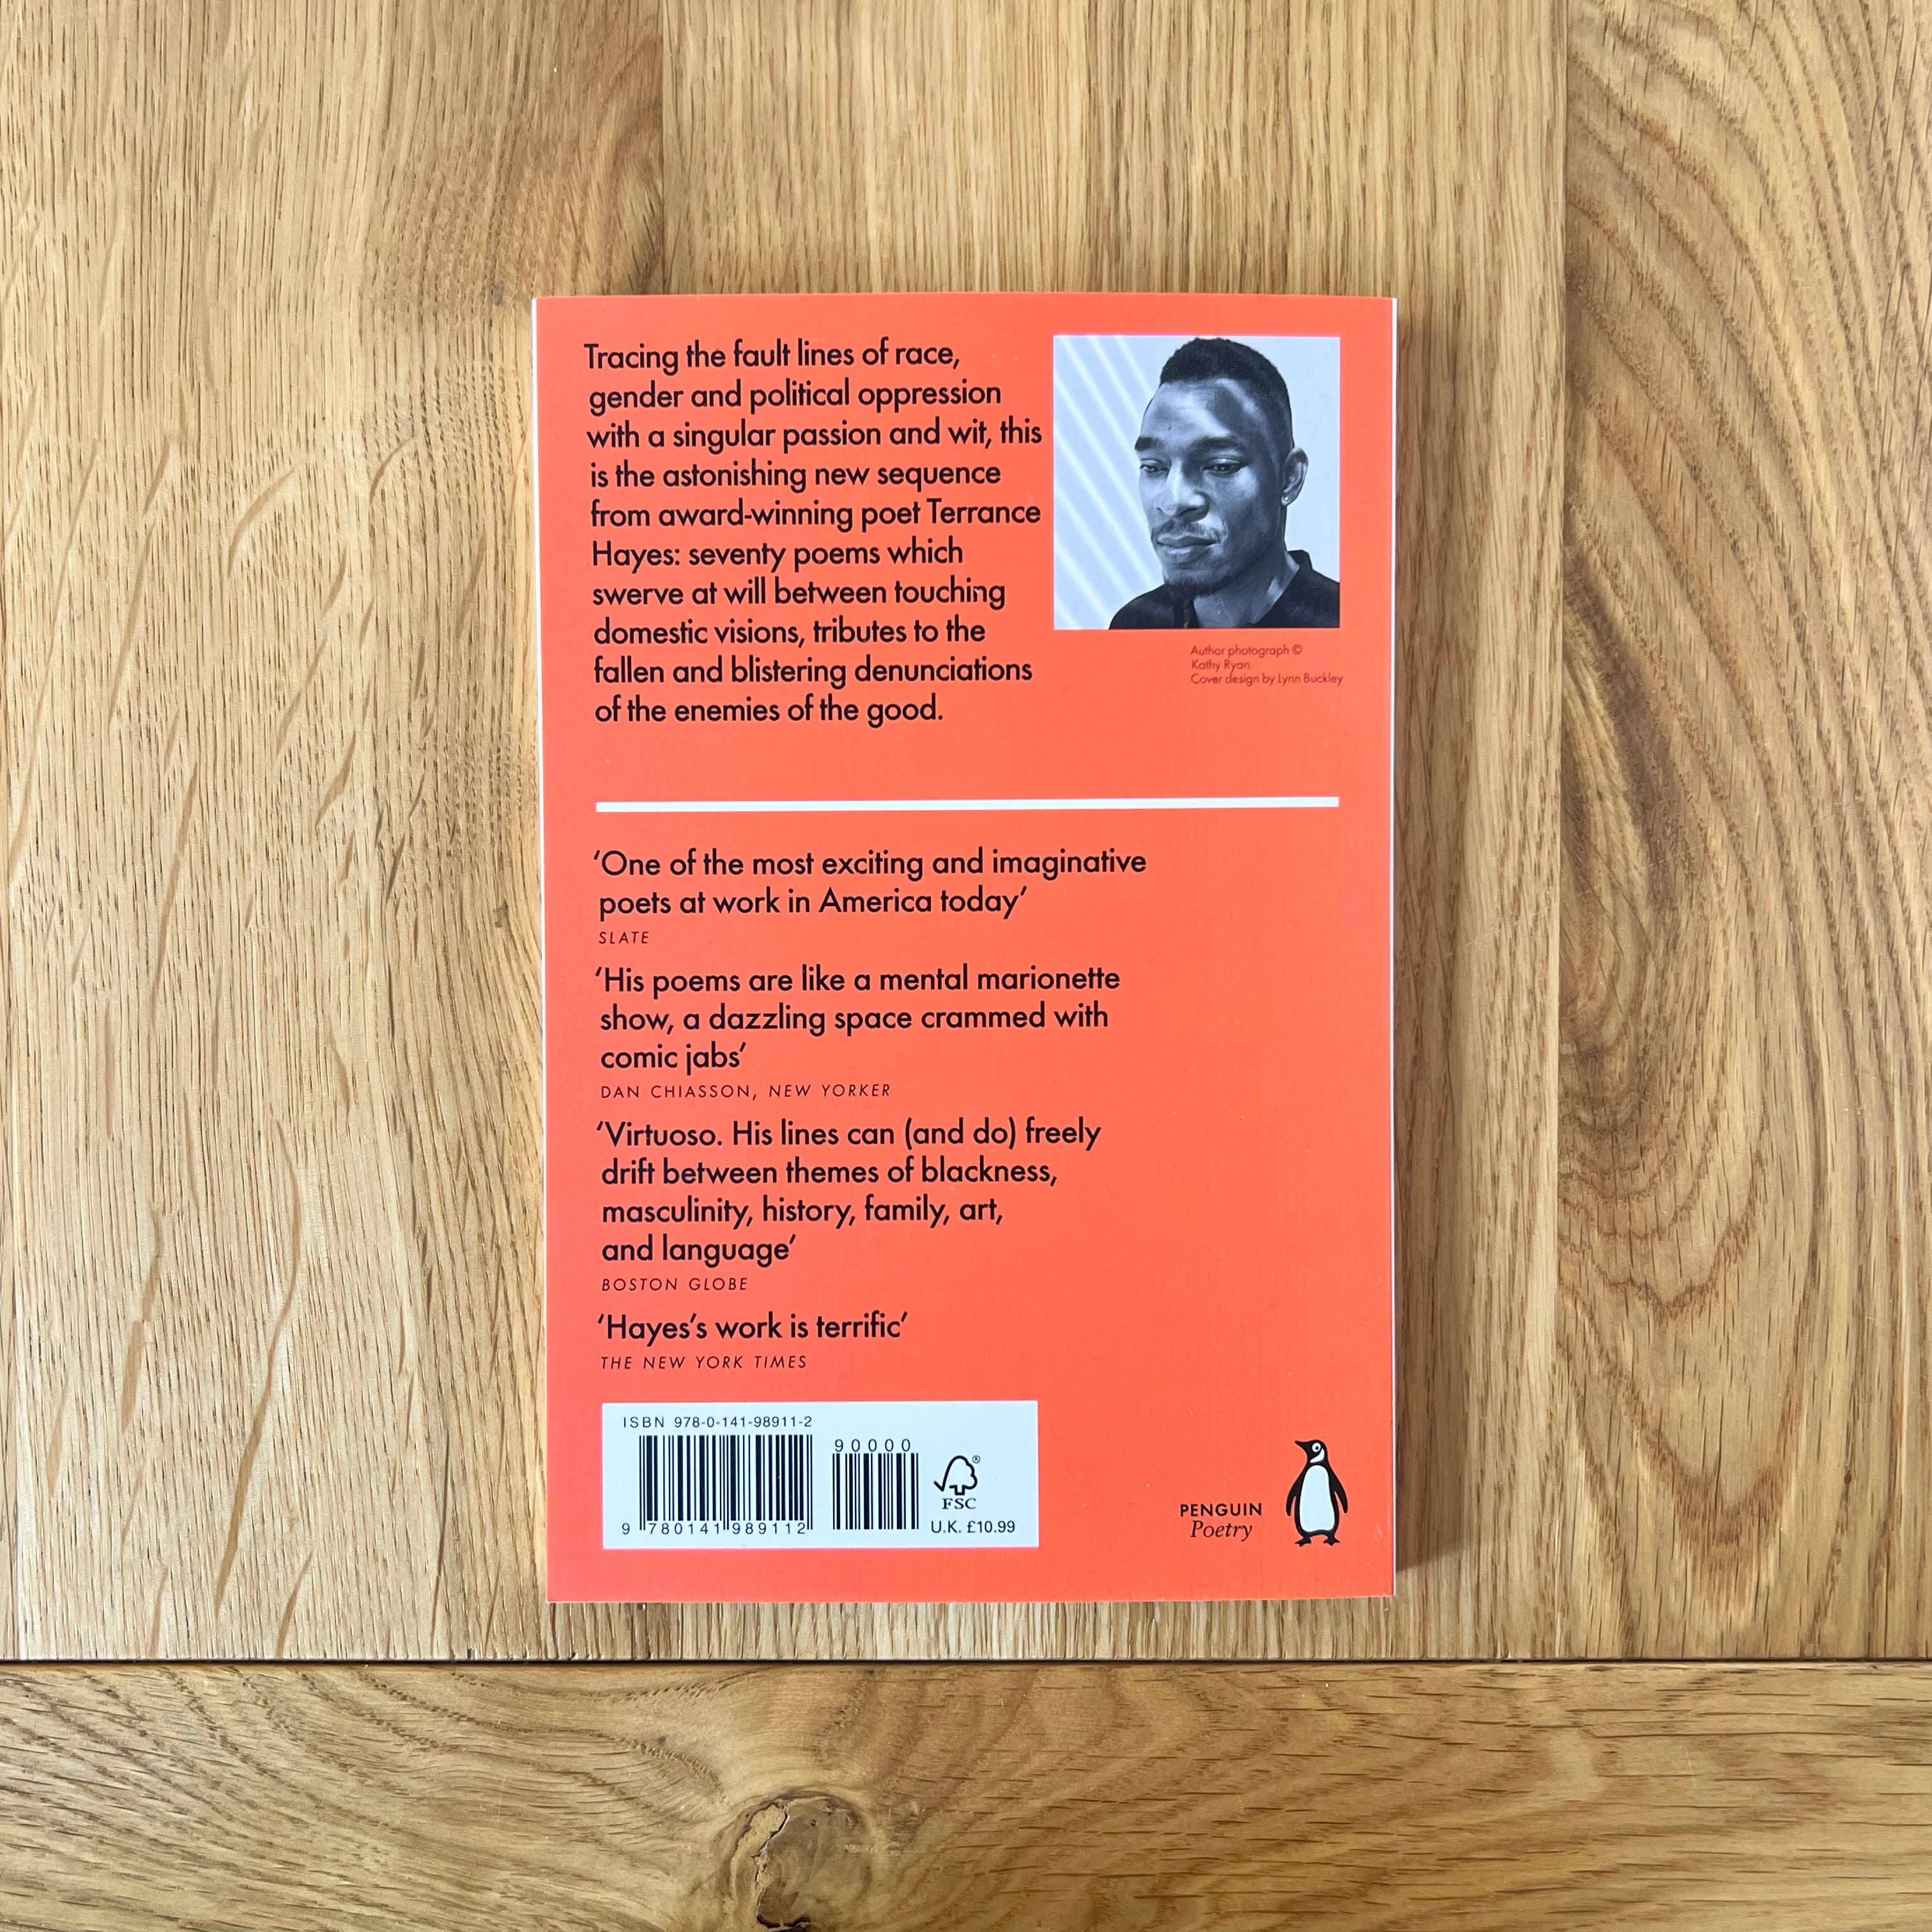 Tracing the fault lines of race,
gender and political oppression
with a singular passion and wit, this
is the astonishing new sequence
from award-winning poet Terrance
Hayes: seventy poems which
swerve at will between touching
domestic visions, tributes to the
fallen and blistering denunciations
of the enemies of the good.
Author photograph ©
Kathy Ryan.
Cover design by Lynn Buckley
‘One of the most exciting and imaginative
poets at work in America today’
SLATE
‘His poems are like a mental marionette
show, a dazzling space crammed with
comic jabs’
DAN CHIASSON, NEW YORKER
‘Virtuoso. His lines can (and do) freely
drift between themes of blackness,
masculinity, history, family, art,
and language’
BOSTON GLOBE
‘Hayes’s work is terrific’
THE NEW YORK TIMES
ISBN 978-0-141-98911-2
90000
9 780141 989112
®
FSC
U.K. £10.99
PENGUIN
Poetry